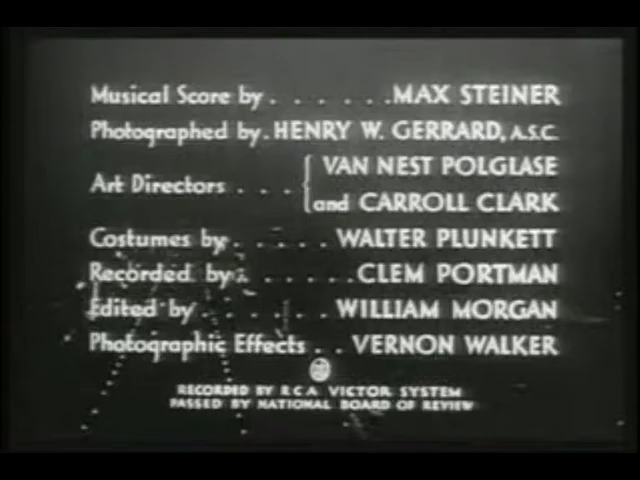 Musical Score by . . . . . . . MAX STEINER
Photographed by . HENRY W. GERRARD, A.S.C.
Art Directors . . . { VAN NEST POLGLASE
and CARROLL CLARK
Costumes by . . . . . WALTER PLUNKETT
Recorded by . . . . . . CLEM PORTMAN
Edited by . . . . . . . WILLIAM MORGAN
Photographic Effects . . VERNON WALKER
RECORDED BY R.C.A. VICTOR SYSTEM
PASSED BY NATIONAL BOARD OF REVIEW